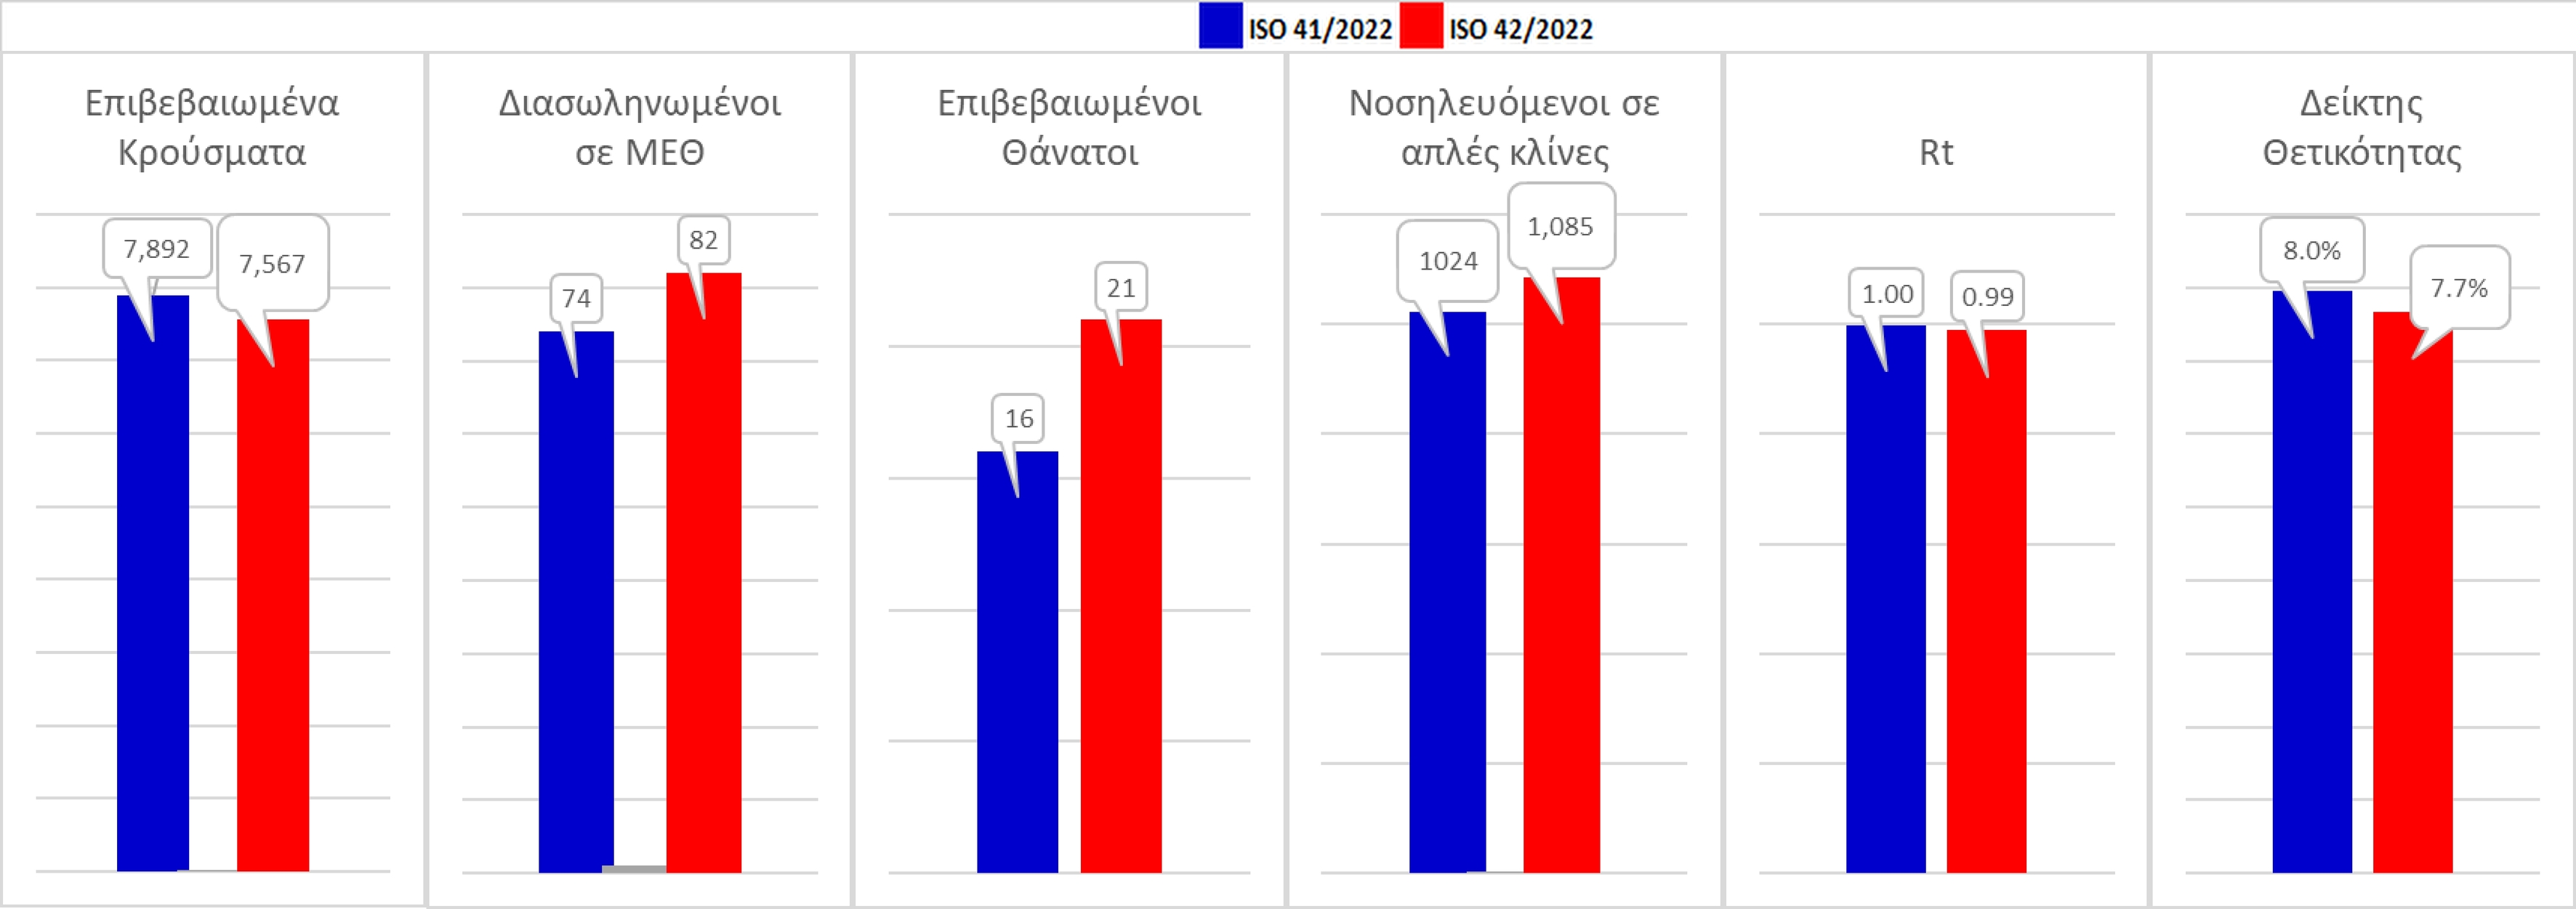 ISO 41/2022 ISO 42/2022
Επιβεβαιωμένα
Κρούσματα
7,892
7,567
Διασωληνωμένοι
σε ΜΕΘ
74
82
Επιβεβαιωμένοι
Θάνατοι
16
21
Νοσηλευόμενοι σε
απλές κλίνες
1024
1,085
Rt
1.00
0.99
Δείκτης
Θετικότητας
8.0%
7.7%